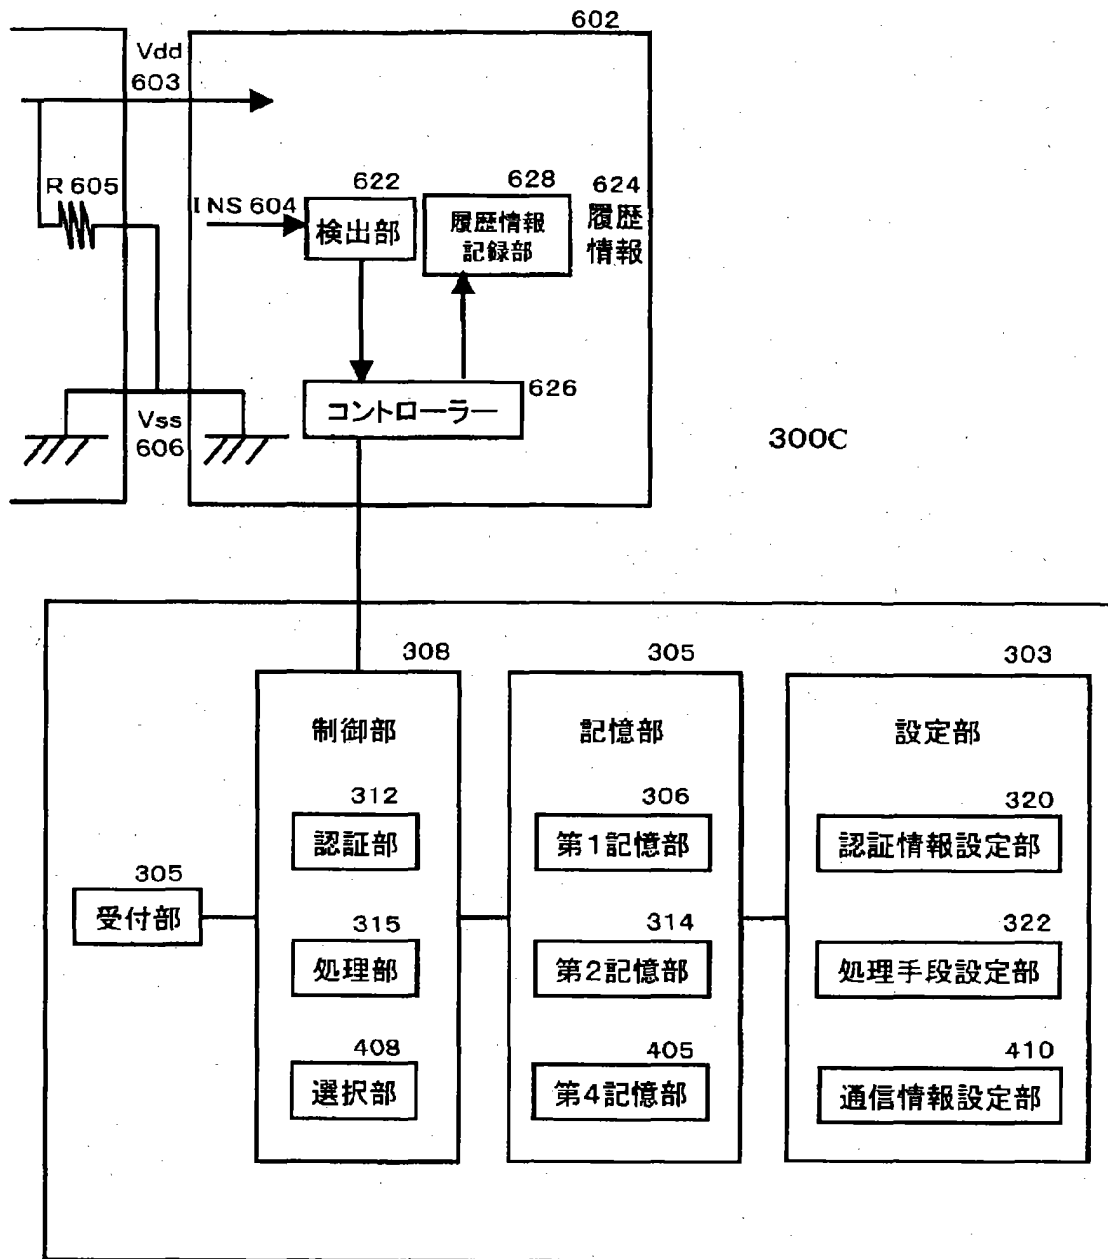 602
Vdd
603
R 605
INS 604
622
検出部
628
履歴情報
記録部
624
履歴
情報
コントローラー
626
Vss
606
300C
308
制御部
312
認証部
315
処理部
408
選択部
305
受付部
305
記憶部
306
第1記憶部
314
第2記憶部
405
第4記憶部
303
設定部
320
認証情報設定部
322
処理手段設定部
410
通信情報設定部